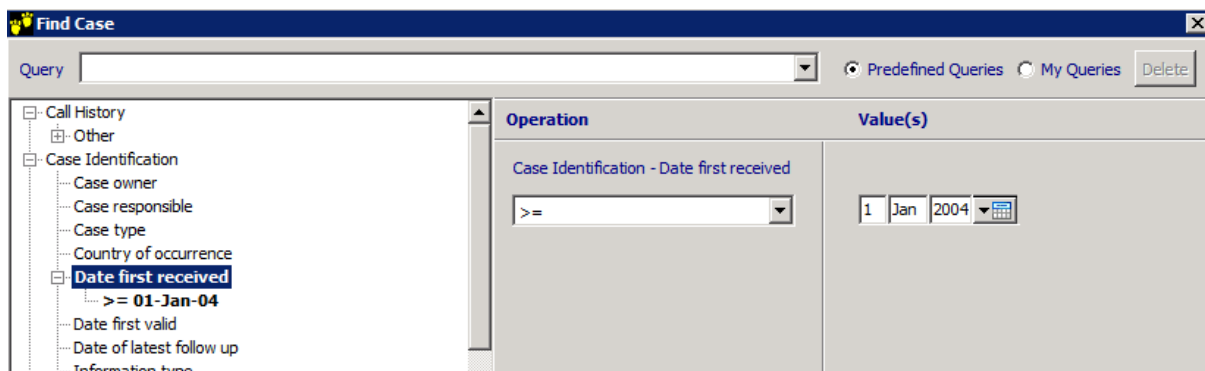 Find Case
Query
Predefined Queries
My Queries
Delete
Call History
Other
Case Identification
Case owner
Case responsible
Case type
Country of occurrence
Date first received
>= 01-Jan-04
Date first valid
Date of latest follow up
Information type
Operation
Value(s)
Case Identification - Date first received
>=
1 Jan 2004